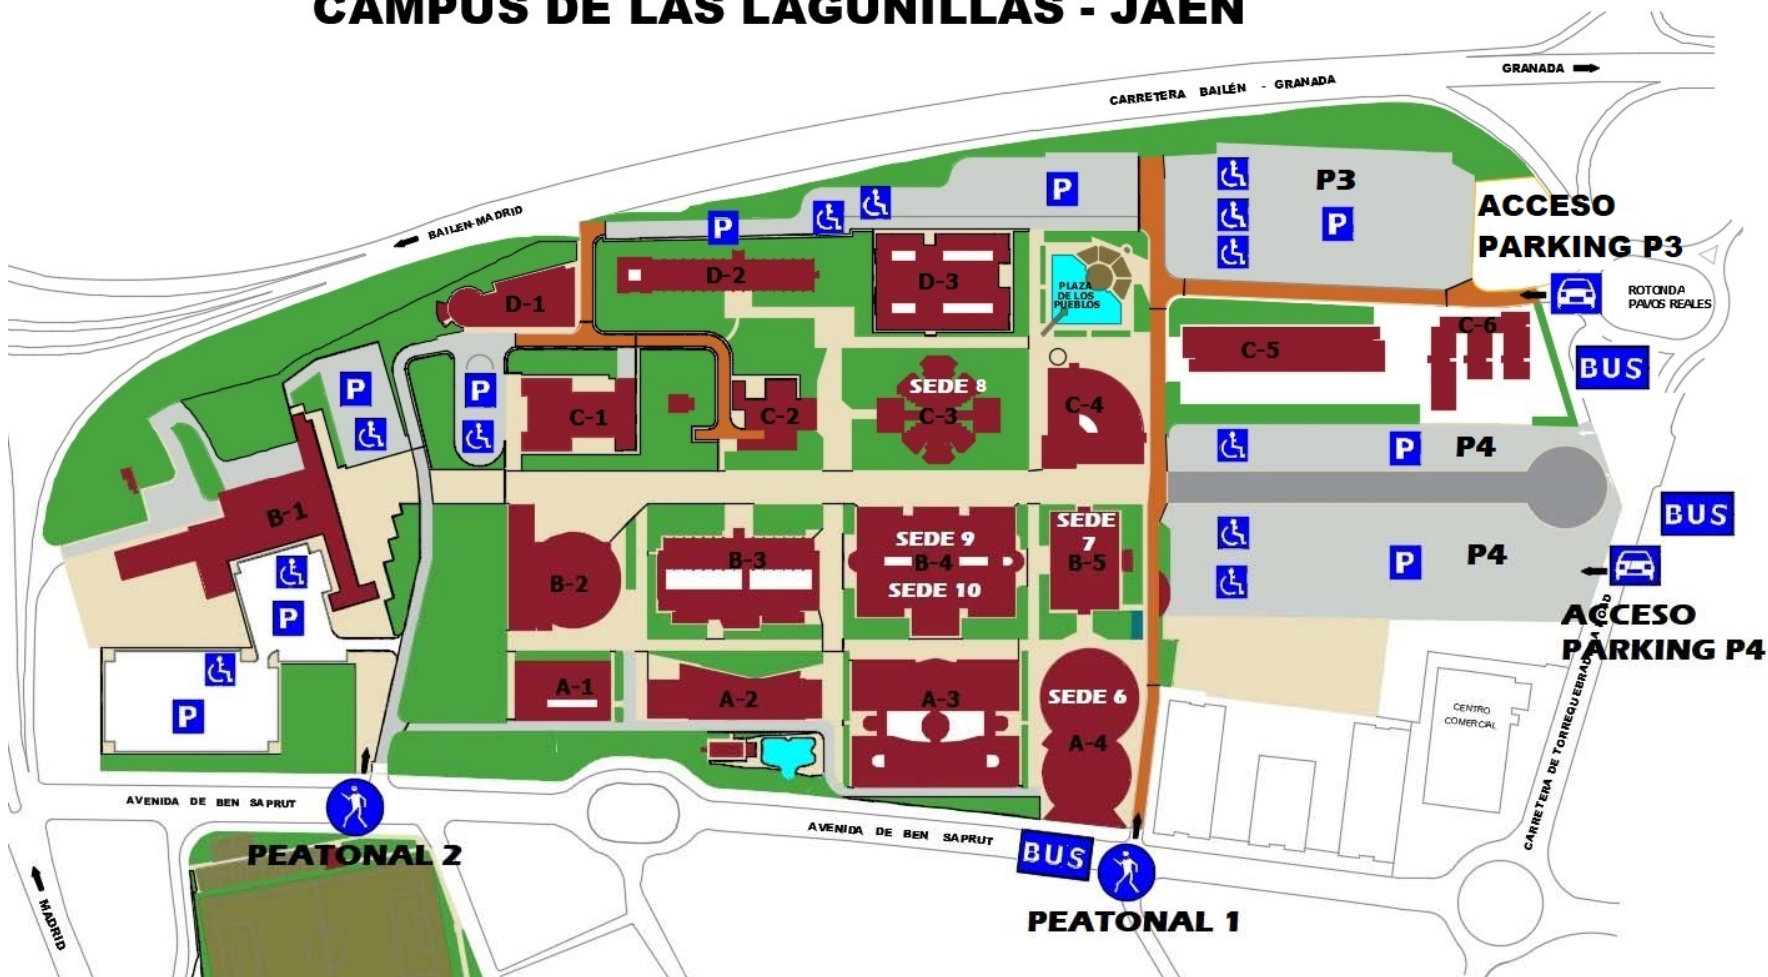 CAMPUS DE LAS LAGUNILLAS - JAEN
GRANADA
CARRETERA BAILÉN - GRANADA
BAILEN-MADRID
P
P
P3
P
ACCESO
PARKING P3
ROTONDA
PAVOS REALES
BUS
D-1
D-2
D-3
PLAZA
DE LOS
PUEBLOS
C-5
C-6
P
P
C-1
C-2
SEDE 8
C-3
C-4
P
P4
B-1
B-2
B-3
SEDE 9
B-4
SEDE 10
SEDE
7
B-5
P
P4
BUS
ACCESO
PARKING P4
P
P
A-1
A-2
A-3
SEDE 6
A-4
CENTRO
COMERCIAL
CARRETERA DE TORREQUEBRADILLA
AVENIDA DE BEN SAPRUT
PEATONAL 2
AVENIDA DE BEN SAPRUT
BUS
PEATONAL 1
MADRID